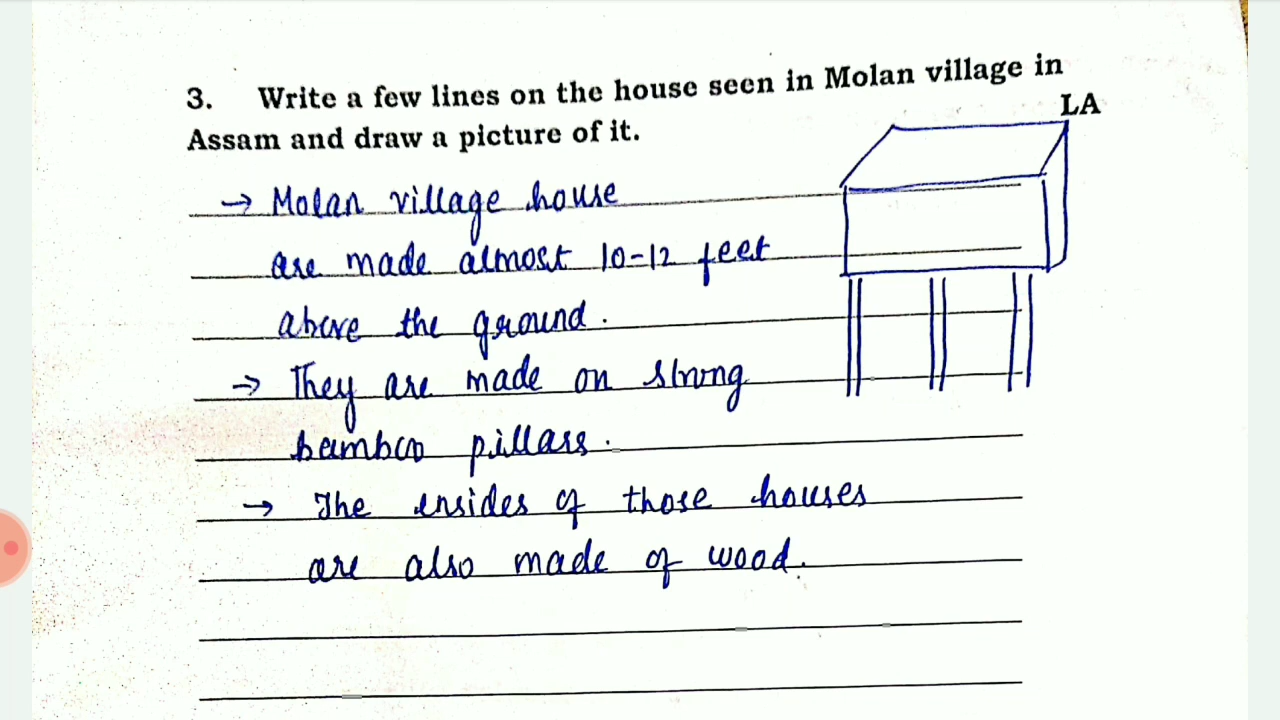 3. Write a few lines on the house seen in Molan village in
LA
Assam and draw a picture of it.
→ Molan village house
are made almost 10-12 feet
above the ground.
→ They are made on strong
bamboo pillars.
→ The insides of those houses
are also made of wood.